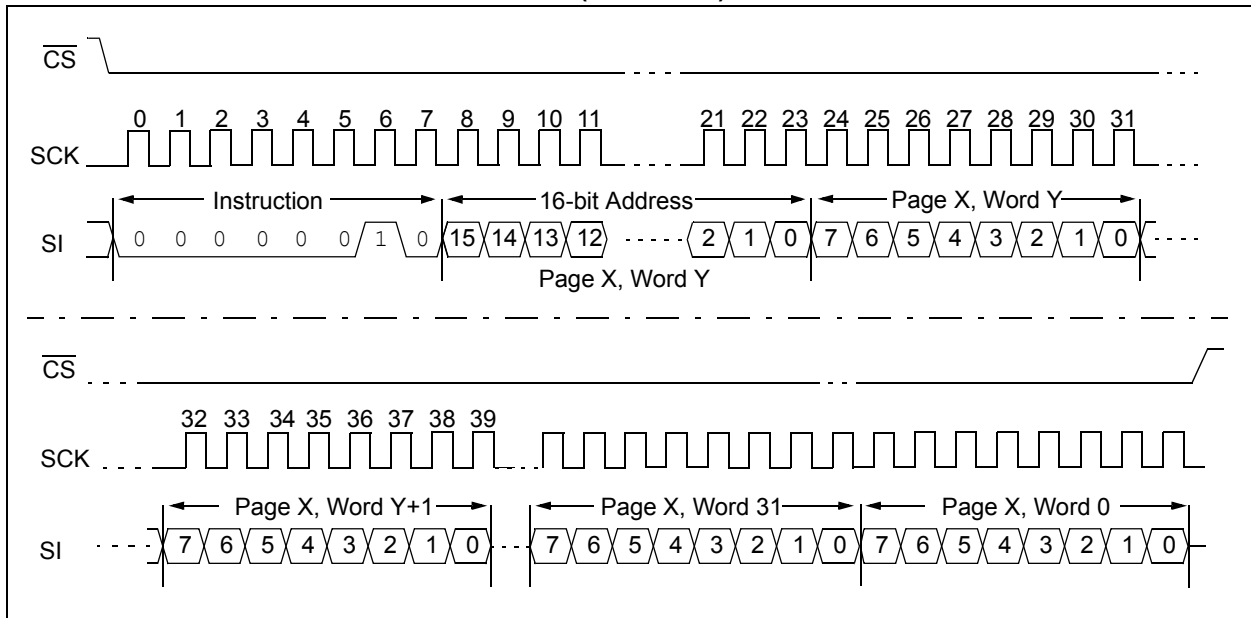 CS
0 1 2 3 4 5 6 7 8 9 10 11 21 22 23 24 25 26 27 28 29 30 31
SCK
Instruction 16-bit Address Page X, Word Y
SI 0 0 0 0 0 0 1 0 15 14 13 12 2 1 0 7 6 5 4 3 2 1 0
Page X, Word Y
CS
32 33 34 35 36 37 38 39
SCK
Page X, Word Y+1 Page X, Word 31 Page X, Word 0
SI 7 6 5 4 3 2 1 0 7 6 5 4 3 2 1 0 7 6 5 4 3 2 1 0